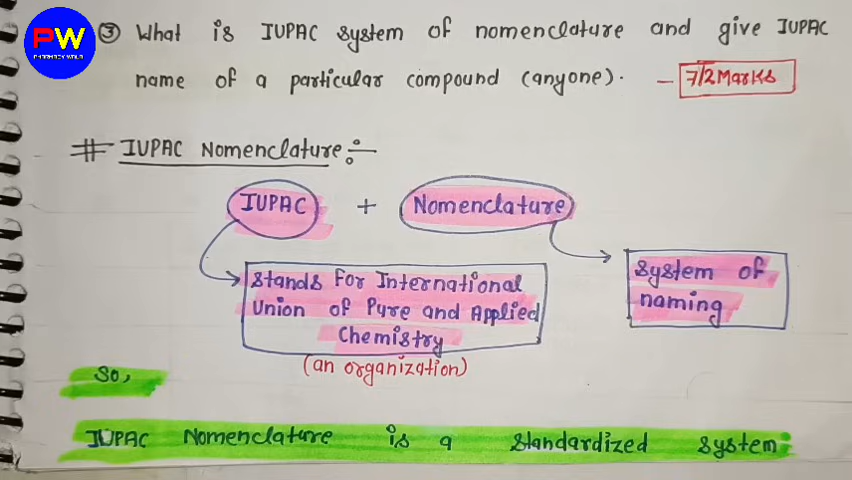 PW
PHARMACY WALA
③ What is IUPAC system of nomenclature and give IUPAC
name of a particular compound (anyone). - 7/2 Marks
# IUPAC Nomenclature :-
IUPAC + Nomenclature
Stands For International
Union of Pure and Applied
Chemistry
(an organization)
System of
naming
So,
IUPAC Nomenclature is a Standardized System